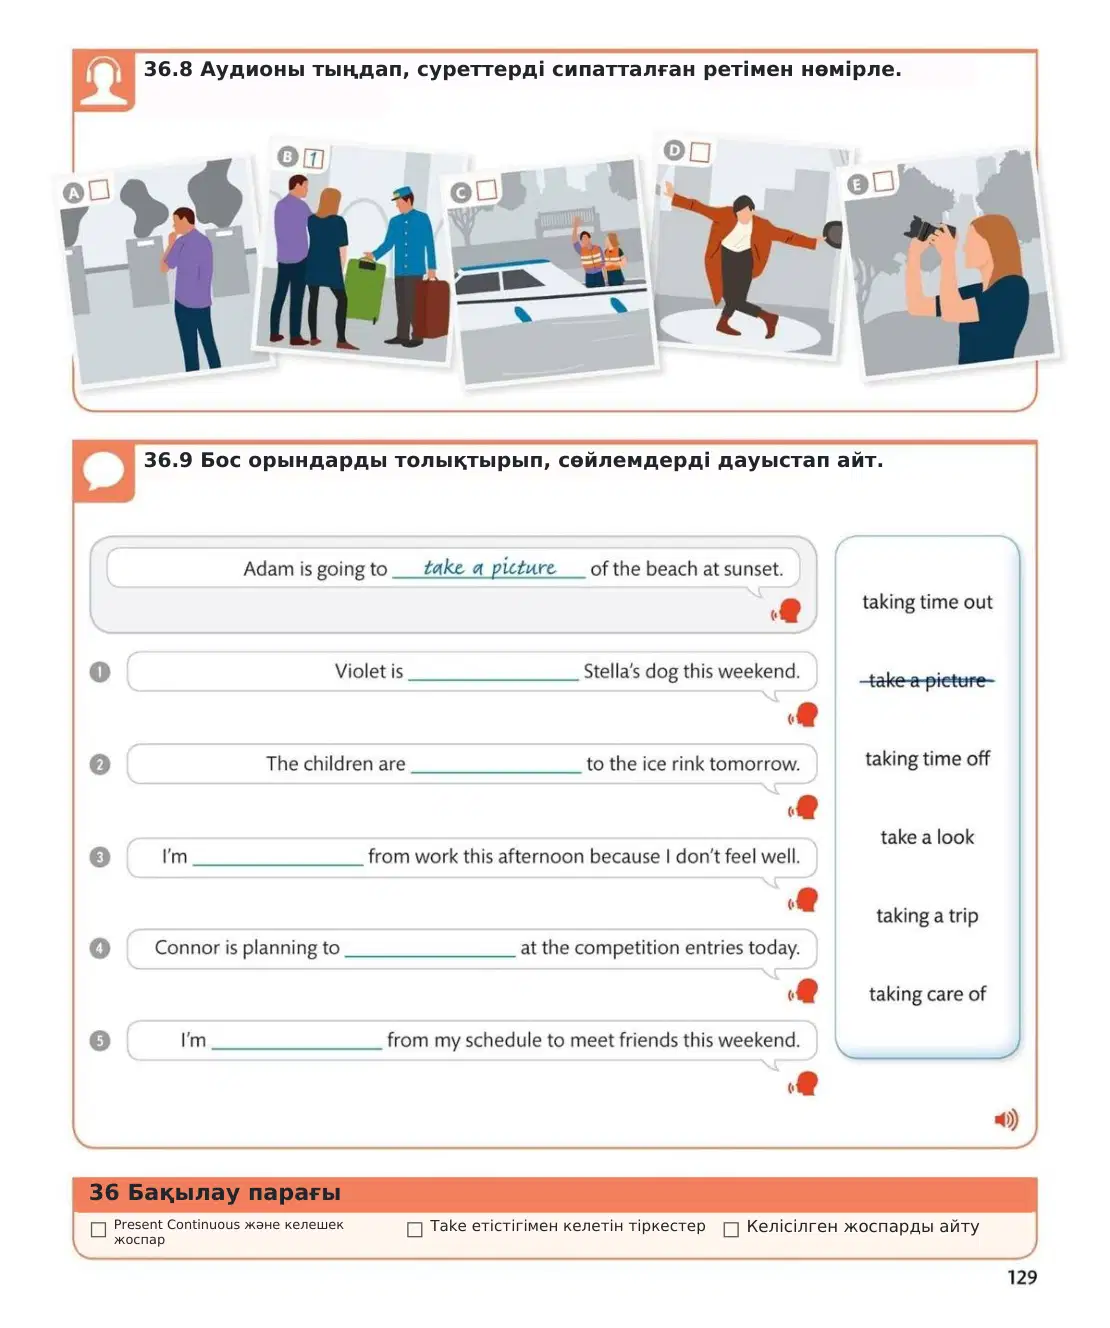 36.8 Аудионы тыңдап, суреттерді сипатталған ретімен нөмірле.
A
B 1
C
D
E
36.9 Бос орындарды толықтырып, сөйлемдерді дауыстап айт.
Adam is going to take a picture of the beach at sunset.
1 Violet is ______ Stella's dog this weekend.
2 The children are ______ to the ice rink tomorrow.
3 I'm ______ from work this afternoon because I don't feel well.
4 Connor is planning to ______ at the competition entries today.
5 I'm ______ from my schedule to meet friends this weekend.
taking time out
take a picture
taking time off
take a look
taking a trip
taking care of
36 Бақылау парағы
Present Continuous және келешек
жоспар
Take етістігімен келетін тіркестер
Келісілген жоспарды айту
129